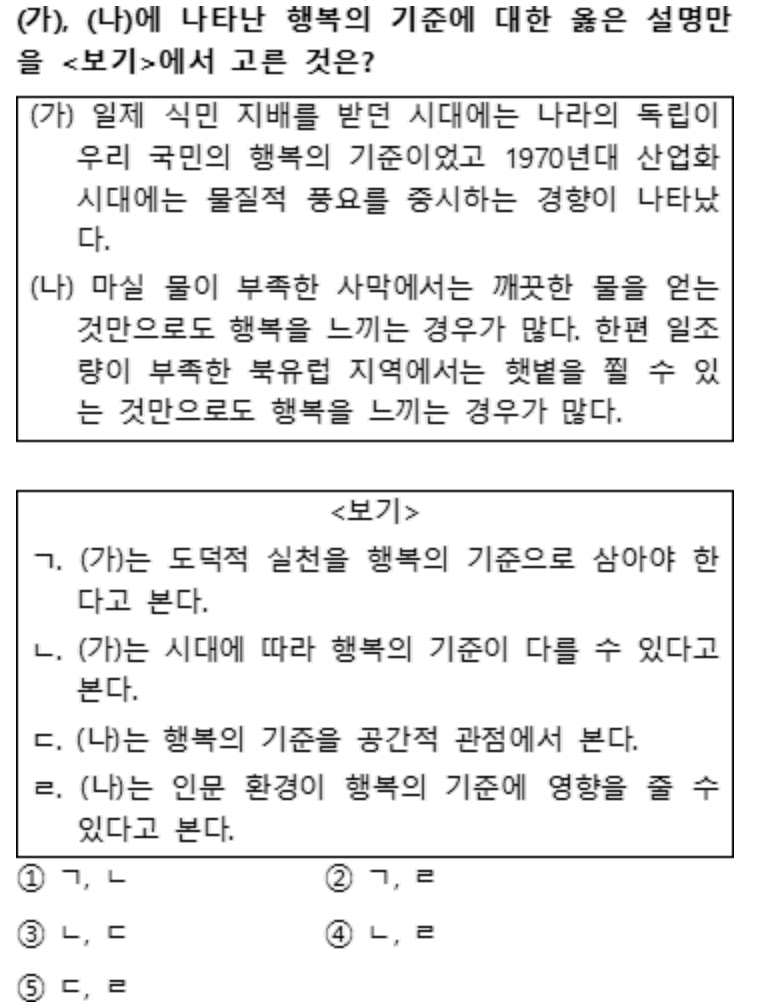 (가), (나)에 나타난 행복의 기준에 대한 옳은 설명만
을 <보기>에서 고른 것은?
(가) 일제 식민 지배를 받던 시대에는 나라의 독립이
우리 국민의 행복의 기준이었고 1970년대 산업화
시대에는 물질적 풍요를 중시하는 경향이 나타났
다.
(나) 마실 물이 부족한 사막에서는 깨끗한 물을 얻는
것만으로도 행복을 느끼는 경우가 많다. 한편 일조
량이 부족한 북유럽 지역에서는 햇볕을 쬘 수 있
는 것만으로도 행복을 느끼는 경우가 많다.
<보기>
ㄱ. (가)는 도덕적 실천을 행복의 기준으로 삼아야 한
다고 본다.
ㄴ. (가)는 시대에 따라 행복의 기준이 다를 수 있다고
본다.
ㄷ. (나)는 행복의 기준을 공간적 관점에서 본다.
ㄹ. (나)는 인문 환경이 행복의 기준에 영향을 줄 수
있다고 본다.
① ㄱ, ㄴ ② ㄱ, ㄹ
③ ㄴ, ㄷ ④ ㄴ, ㄹ
⑤ ㄷ, ㄹ